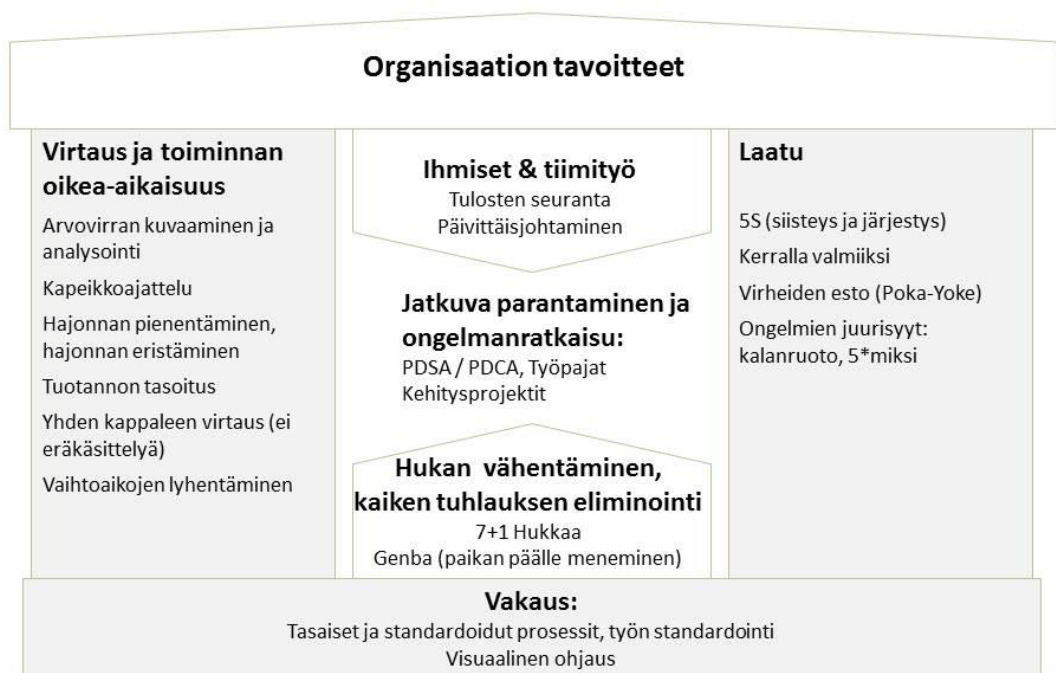 Organisaation tavoitteet
Virtaus ja toiminnan
oikea-aikaisuus
Arvovirran kuvaaminen ja
analysointi
Kapeikkoajattelu
Hajonnan pienentäminen,
hajonnan eristäminen
Tuotannon tasoitus
Yhden kappaleen virtaus (ei
eräkäsittelyä)
Vaihtoaikojen lyhentäminen
Ihmiset & tiimityö
Tulosten seuranta
Päivittäisjohtaminen
Jatkuva parantaminen ja
ongelmanratkaisu:
PDSA / PDCA, Työpajat
Kehitysprojektit
Hukan vähentäminen,
kaiken tuhlauksen eliminointi
7+1 Hukkaa
Genba (paikan päälle meneminen)
Laatu
5S (siisteys ja järjestys)
Kerralla valmiiksi
Virheiden esto (Poka-Yoke)
Ongelmien juurisyyt:
kalanruoto, 5*miksi
Vakaus:
Tasaiset ja standardoidut prosessit, työn standardointi
Visuaalinen ohjaus